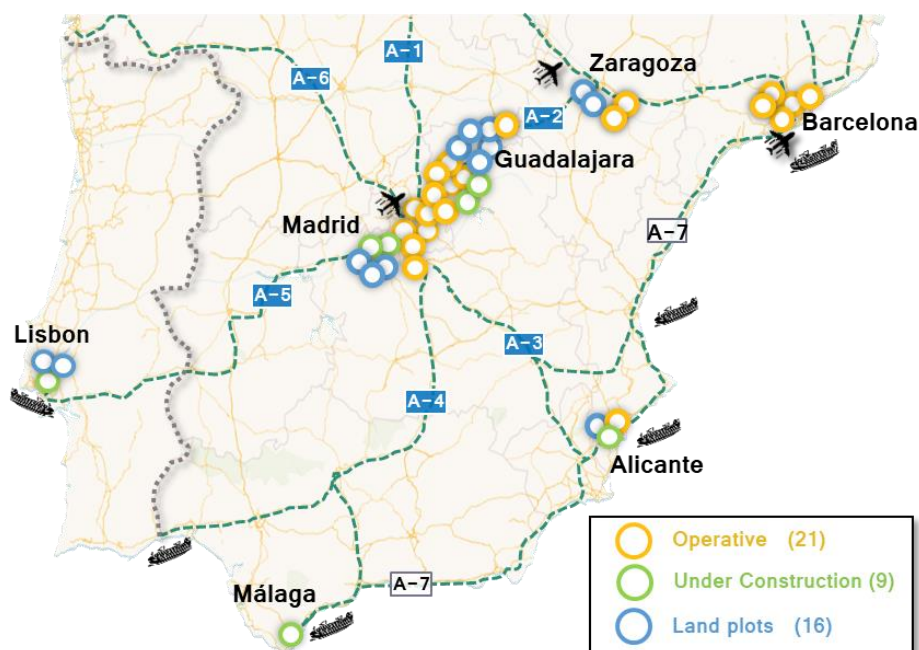 A-1
A-6
Zaragoza
A-2
Barcelona
Guadalajara
Madrid
A-7
A-5
Lisbon
A-3
A-4
Alicante
Operative (21)
Under Construction (9)
Land plots (16)
A-7
Málaga